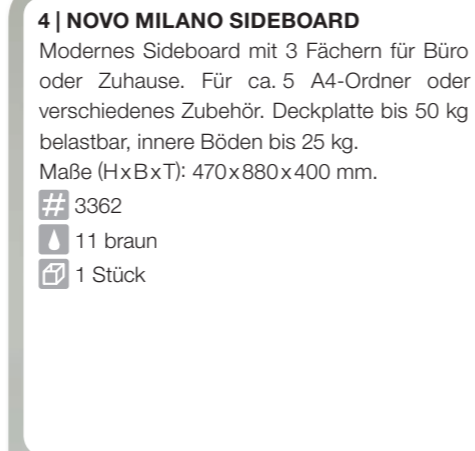 4 | NOVO MILANO SIDEBOARD
Modernes Sideboard mit 3 Fächern für Büro
oder Zuhause. Für ca. 5 A4-Ordner oder
verschiedenes Zubehör. Deckplatte bis 50 kg
belastbar, innere Böden bis 25 kg.
Maße (HxBxT): 470x880x400 mm.
# 3362
11 braun
1 Stück